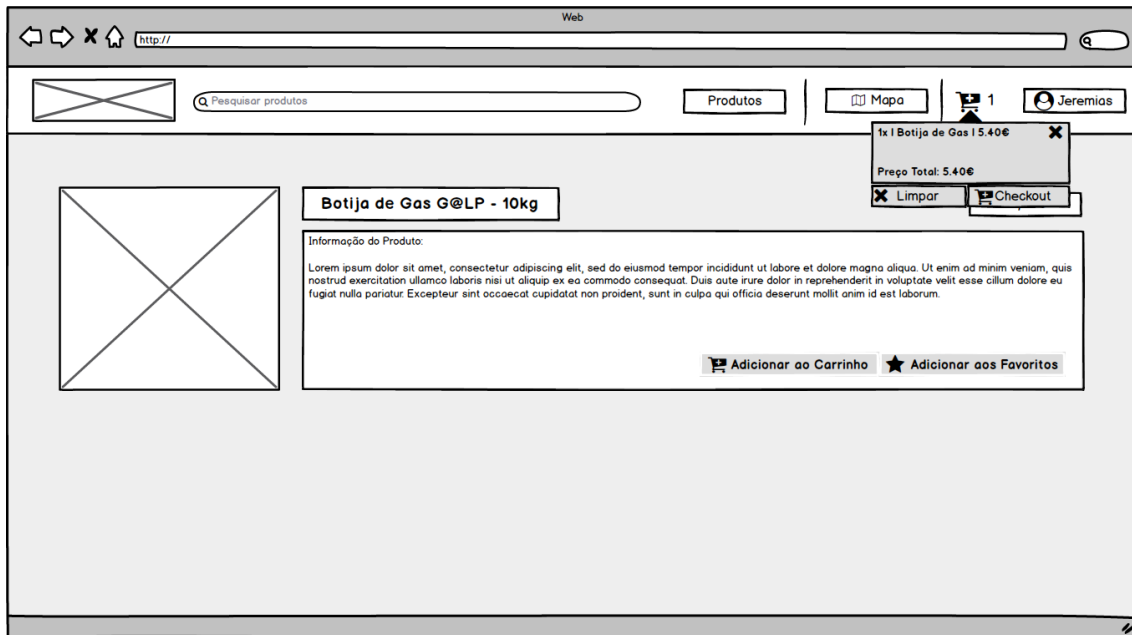 Web
http://
Pesquisar produtos
Produtos
Mapa
1
Jeremias
1x | Botija de Gas | 5.40€
Preço Total: 5.40€
Limpar
Checkout
Botija de Gas G@LP - 10kg
Informação do Produto:
Lorem ipsum dolor sit amet, consectetur adipiscing elit, sed do eiusmod tempor incididunt ut labore et dolore magna aliqua. Ut enim ad minim veniam, quis
nostrud exercitation ullamco laboris nisi ut aliquip ex ea commodo consequat. Duis aute irure dolor in reprehenderit in voluptate velit esse cillum dolore eu
fugiat nulla pariatur. Excepteur sint occaecat cupidatat non proident, sunt in culpa qui officia deserunt mollit anim id est laborum.
Adicionar ao Carrinho
Adicionar aos Favoritos